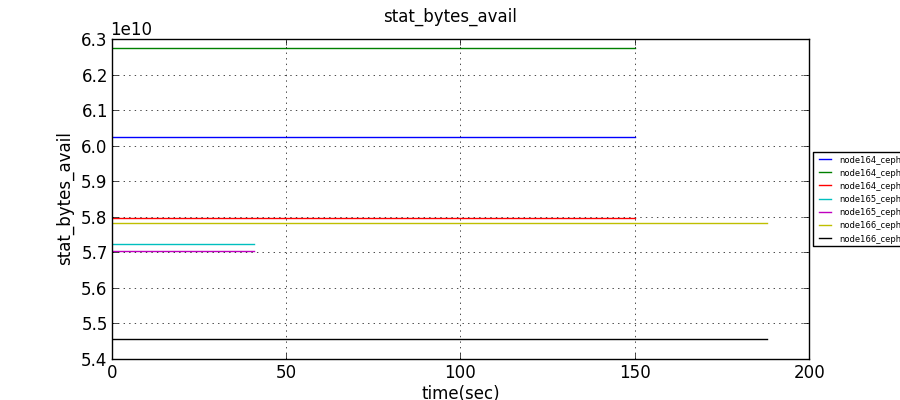 stat_bytes_avail
1e10
6.3
6.2
6.1
6.0
5.9
5.8
5.7
5.6
5.5
5.4
stat_bytes_avail
0 50 100 150 200
time(sec)
node164_ceph
node164_ceph
node164_ceph
node165_ceph
node165_ceph
node166_ceph
node166_ceph